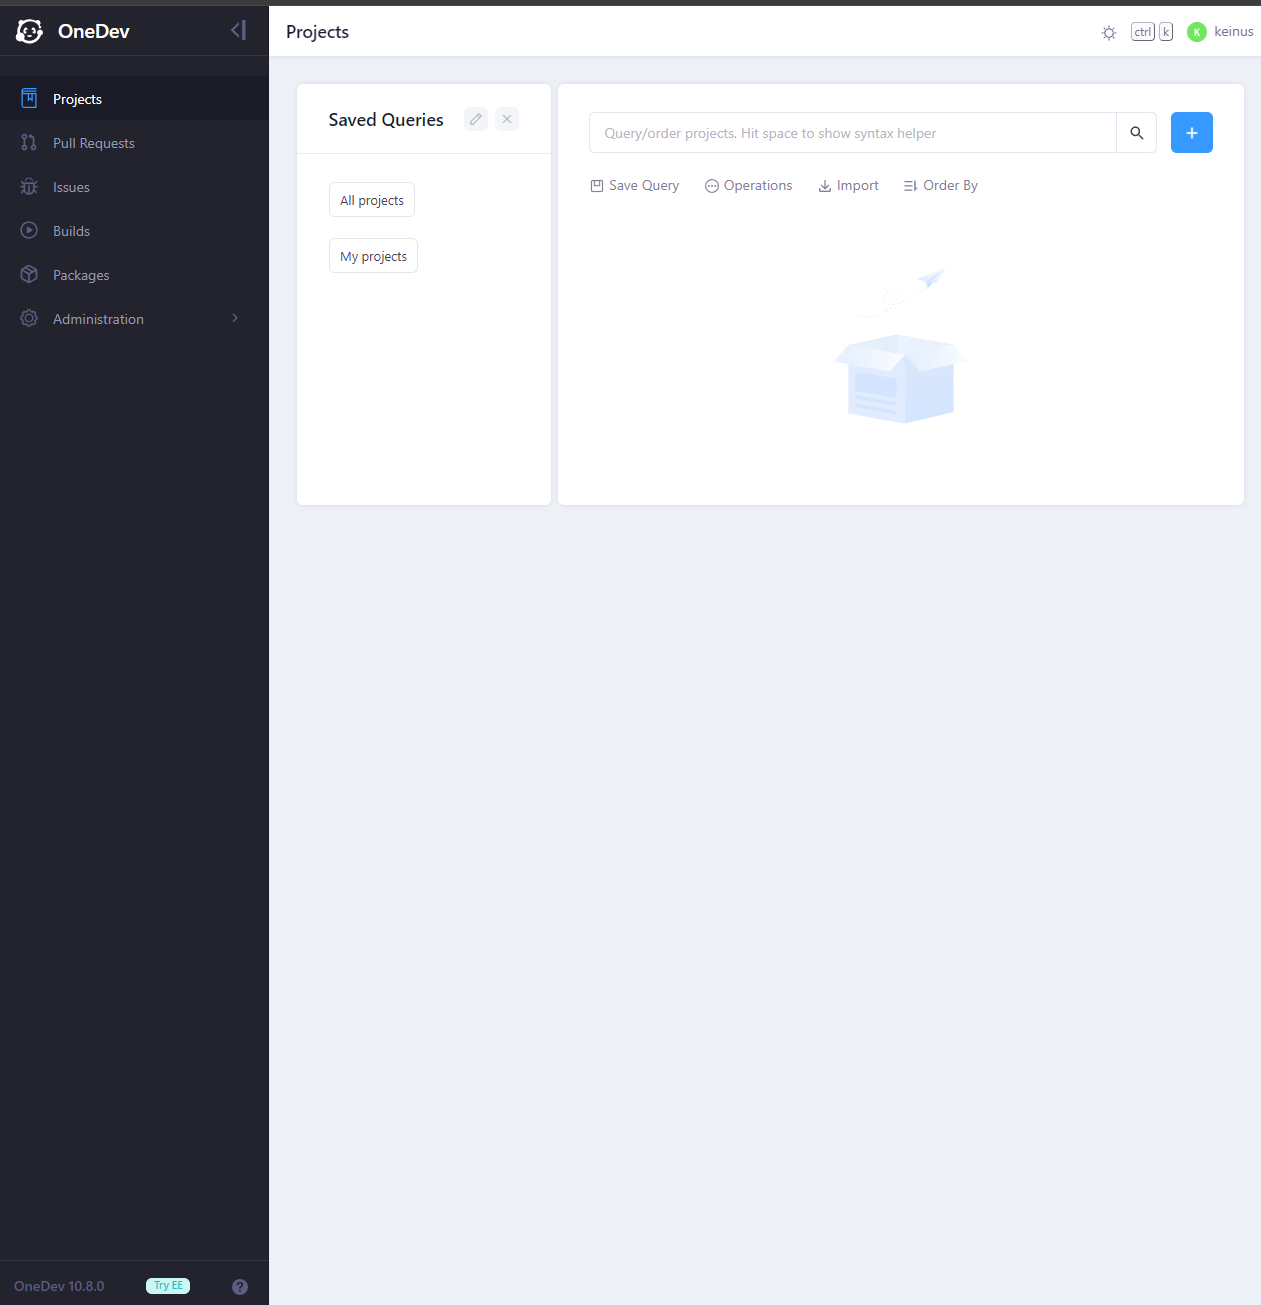 OneDev
Projects
Pull Requests
Issues
Builds
Packages
Administration
OneDev 10.8.0
Try EE
?
Projects
ctrl k
K keinus
Saved Queries
All projects
My projects
Query/order projects. Hit space to show syntax helper
Save Query
Operations
Import
Order By